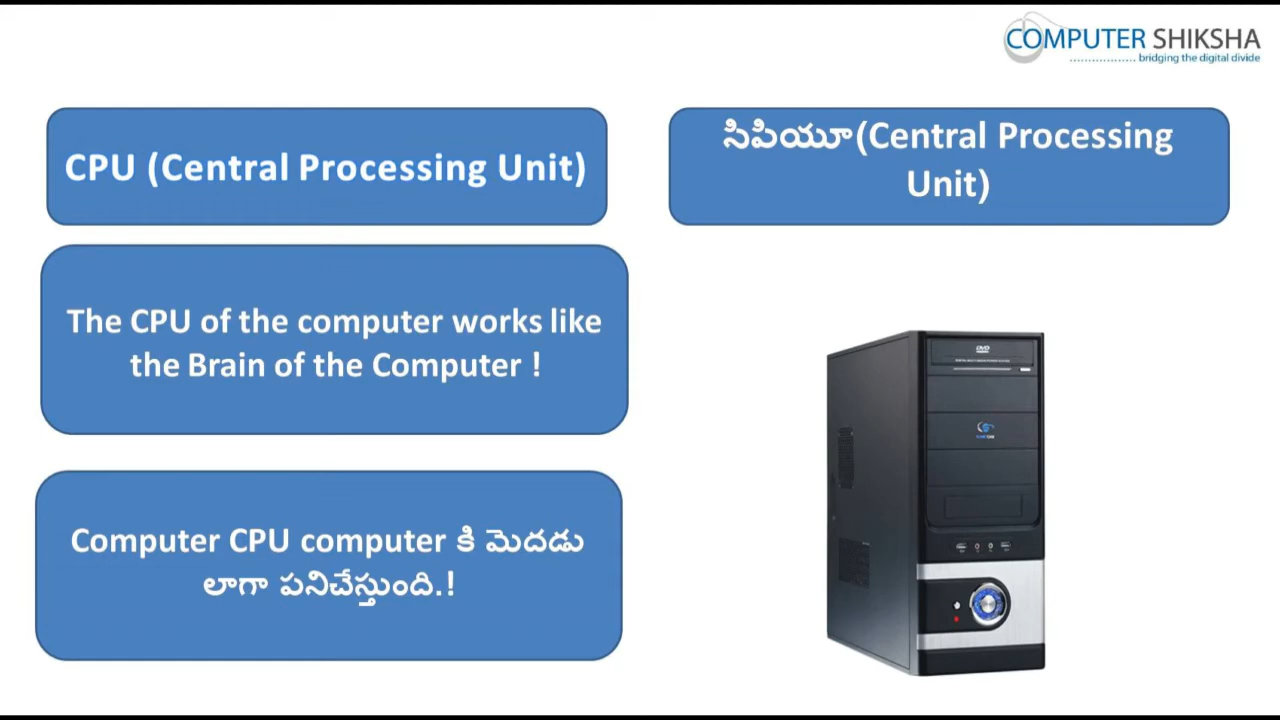 COMPUTER SHIKSHA
bridging the digital divide
CPU (Central Processing Unit)
సిపియూ(Central Processing
Unit)
The CPU of the computer works like
the Brain of the Computer !
Computer CPU computer కి మెదడు
లాగా పనిచేస్తుంది.!
DVD